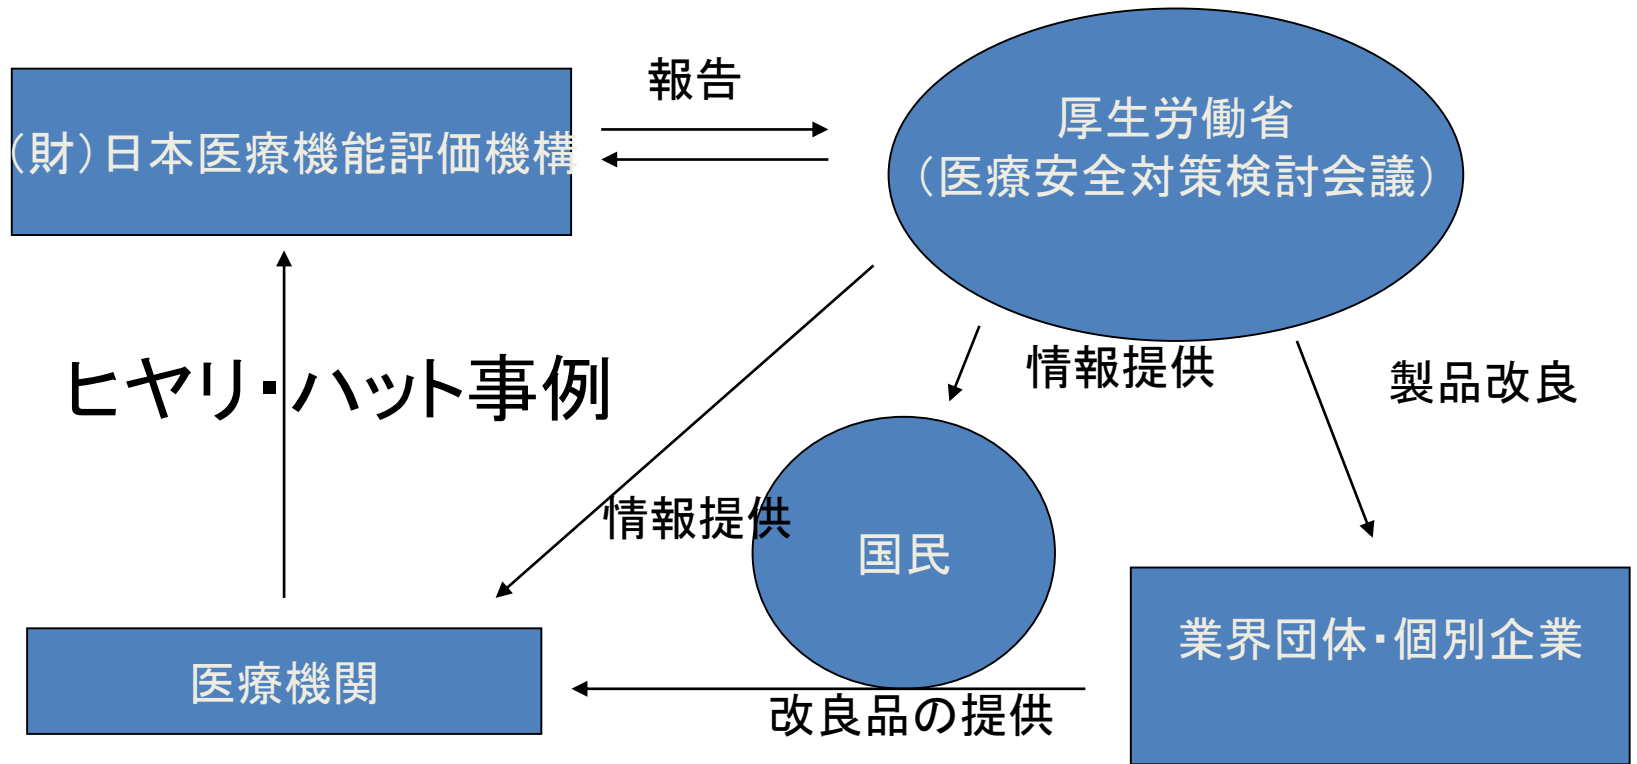 報告
(財)日本医療機能評価機構
厚生労働省
(医療安全対策検討会議)
ヒヤリ・ハット事例
情報提供
製品改良
情報提供
国民
業界団体・個別企業
医療機関
改良品の提供